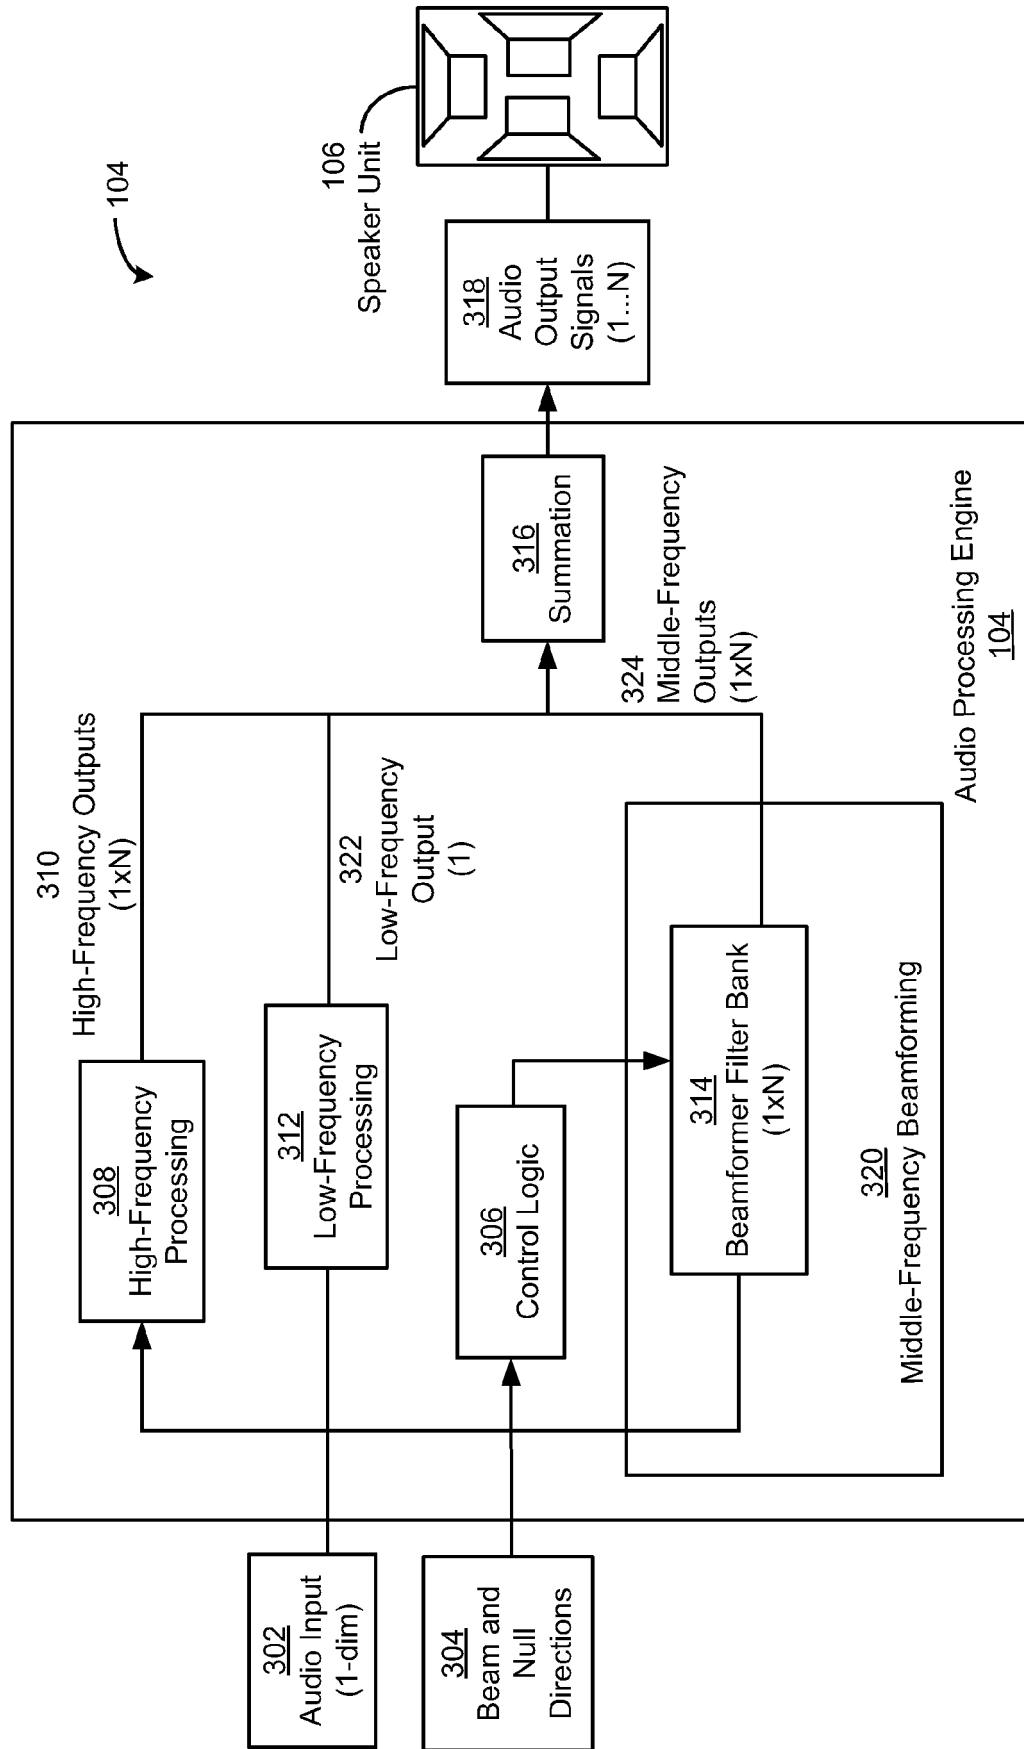 104
106
Speaker Unit
318
Audio
Output
Signals
(1...N)
316
Summation
310
High-Frequency Outputs
(1xN)
322
Low-Frequency
Output
(1)
324
Middle-Frequency
Outputs
(1xN)
308
High-Frequency
Processing
312
Low-Frequency
Processing
306
Control Logic
314
Beamformer Filter Bank
(1xN)
320
Middle-Frequency Beamforming
Audio Processing Engine
104
302
Audio Input
(1-dim)
304
Beam and
Null
Directions